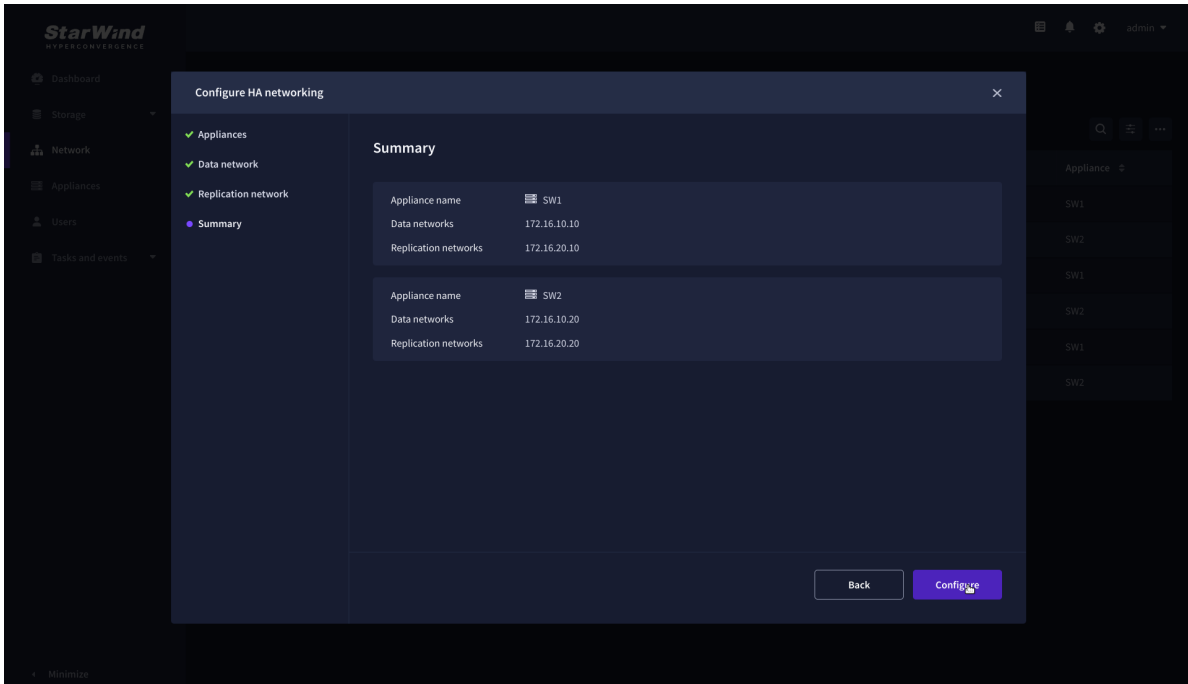 StarWind
HYPERCONVERGENCE
admin
Dashboard
Storage
Network
Appliances
Users
Tasks and events
Minimize
Configure HA networking
Appliances
Data network
Replication network
Summary
Summary
Appliance name SW1
Data networks 172.16.10.10
Replication networks 172.16.20.10
Appliance name SW2
Data networks 172.16.10.20
Replication networks 172.16.20.20
Back
Configure
Appliance
SW1
SW2
SW1
SW2
SW1
SW2